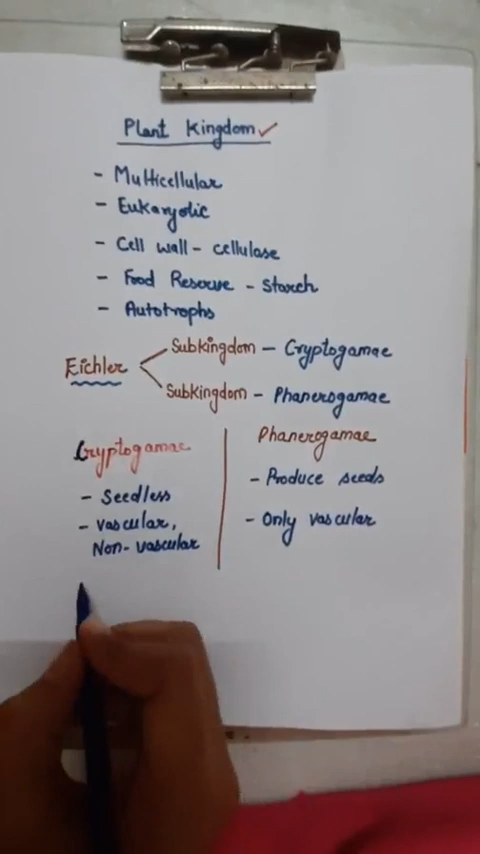 Plant Kingdom ✓
- Multicellular
- Eukaryotic
- Cell wall - cellulase
- Food Reserve - Starch
- Autotrophs
Eichler
Subkingdom - Cryptogamae
Subkingdom - Phanerogamae
Cryptogamae
- Seedless
- vascular,
Non-vascular
Phanerogamae
- Produce seeds
- Only vascular